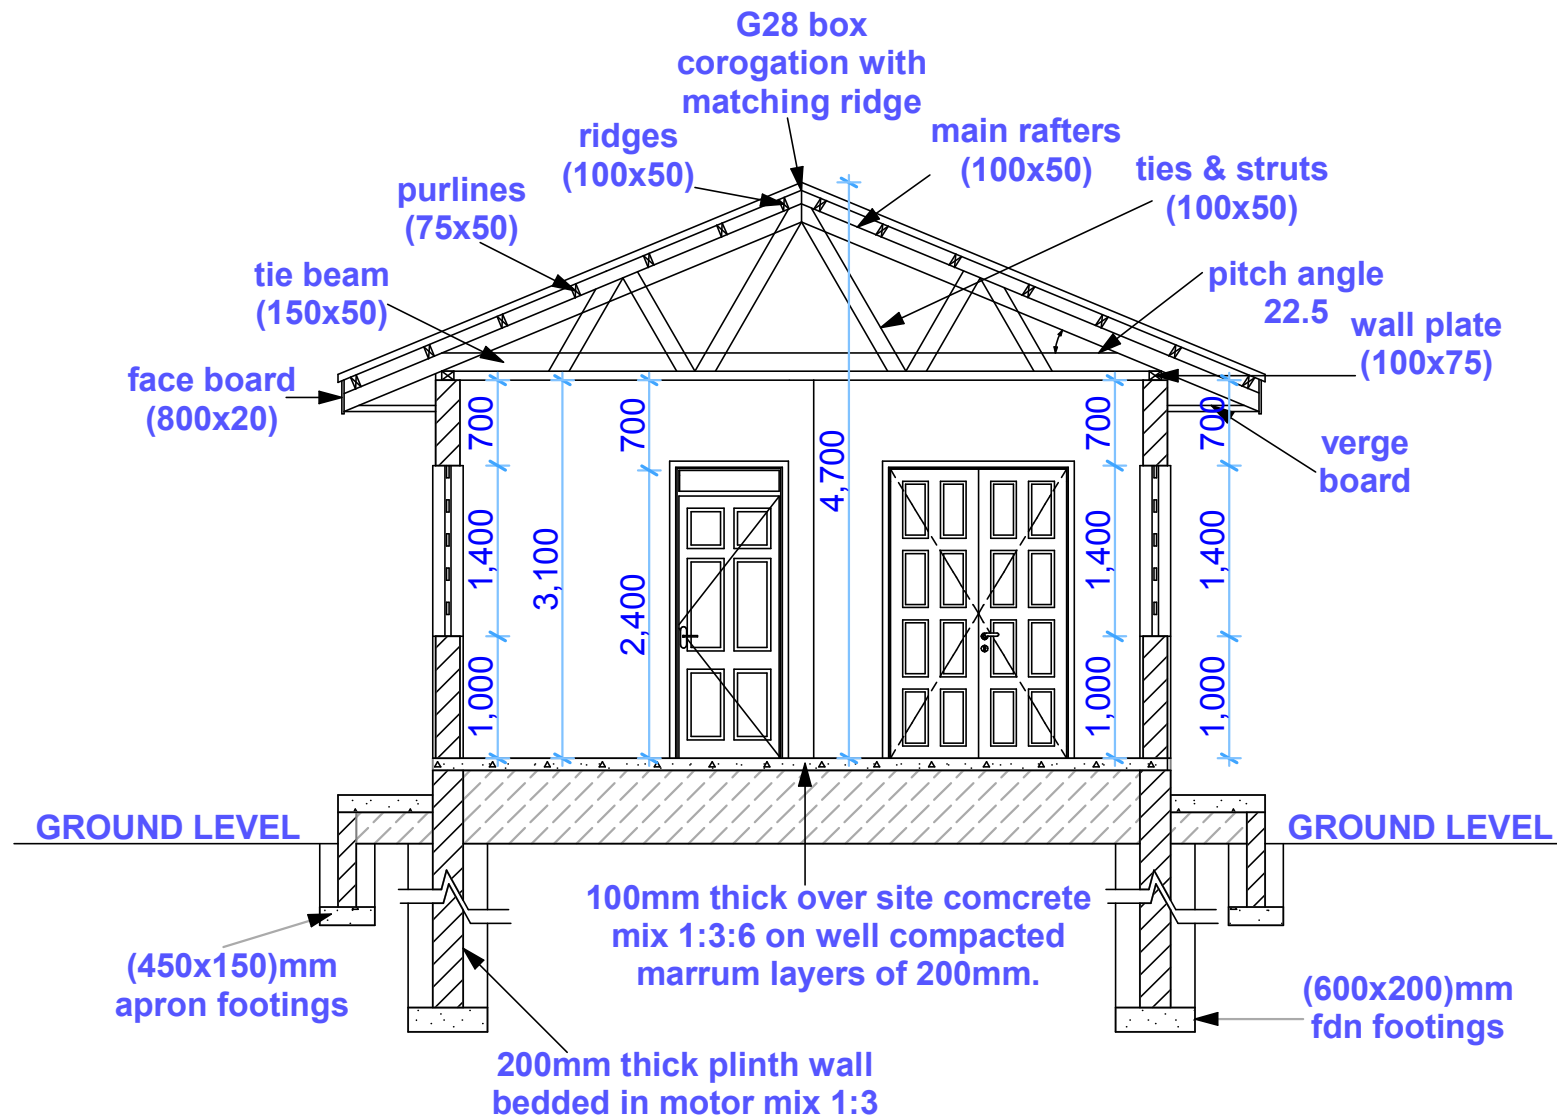 G28 box
corogation with
matching ridge
ridges
(100x50)
main rafters
(100x50)
ties & struts
(100x50)
purlines
(75x50)
tie beam
(150x50)
pitch angle
22.5
wall plate
(100x75)
face board
(800x20)
verge
board
700
1,400
1,000
3,100
700
2,400
4,700
700
1,400
1,000
700
1,400
1,000
GROUND LEVEL
GROUND LEVEL
100mm thick over site comcrete
mix 1:3:6 on well compacted
marrum layers of 200mm.
(450x150)mm
apron footings
(600x200)mm
fdn footings
200mm thick plinth wall
bedded in motor mix 1:3